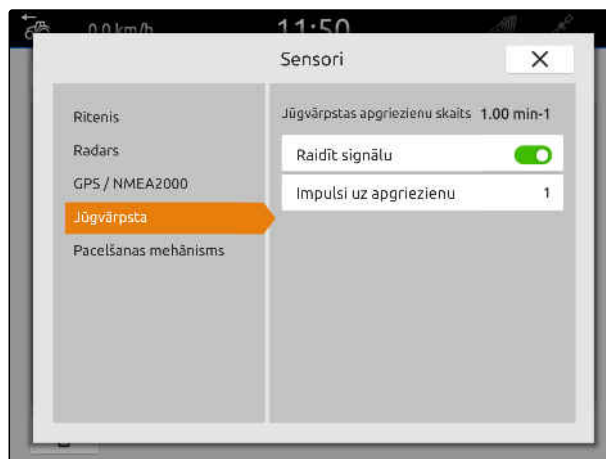 0.0 km/h
11:50
Sensori
Ritenis
Radars
GPS / NMEA2000
Jūgvārpsta
Pacelšanas mehānisms
Jūgvārpstas apgriezienu skaits 1.00 min-1
Raidīt signālu
Impulsi uz apgriezienu 1